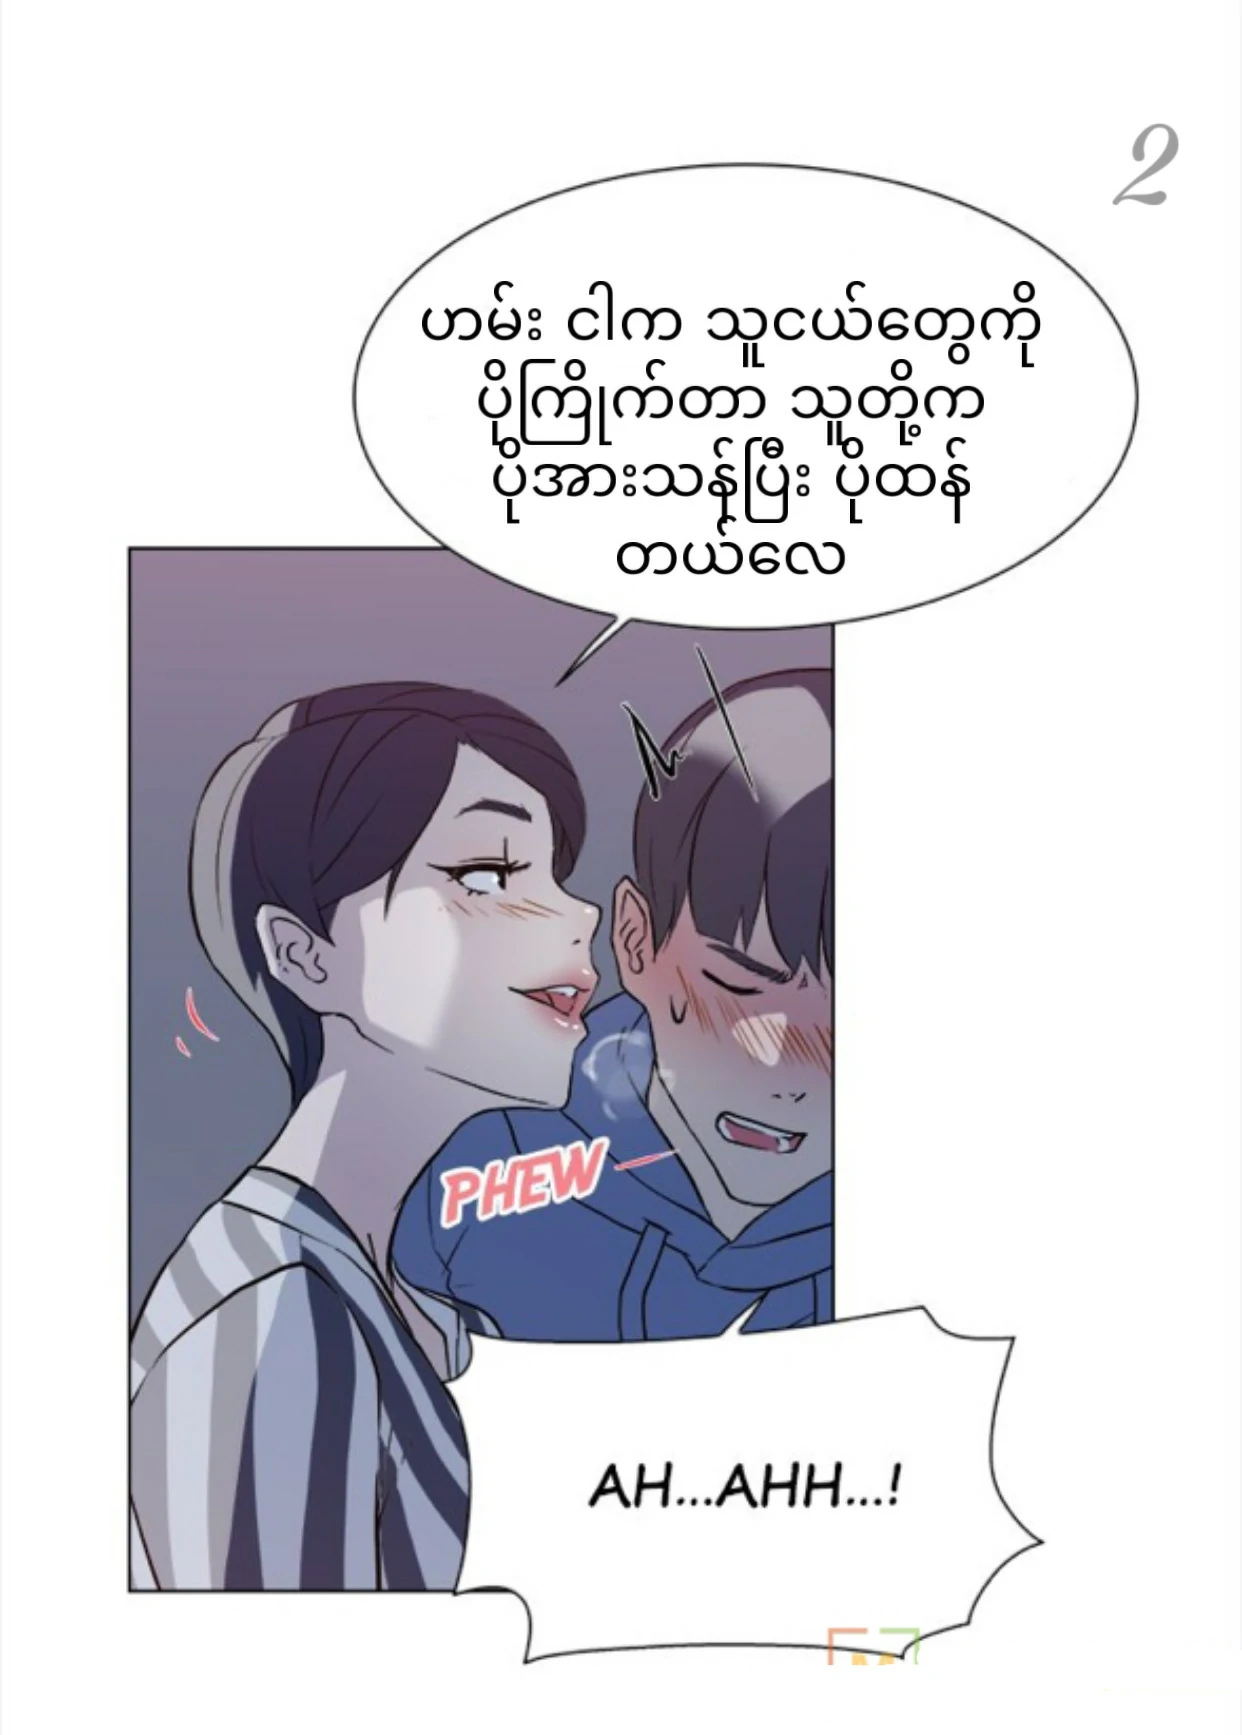 2
ဟမ်း ငါက သူငယ်တွေကို
ပိုကြိုက်တာ သူတို့က
ပိုအားသန်ပြီး ပိုထန်
တယ်လေ
PHEW
AH...AHH...!